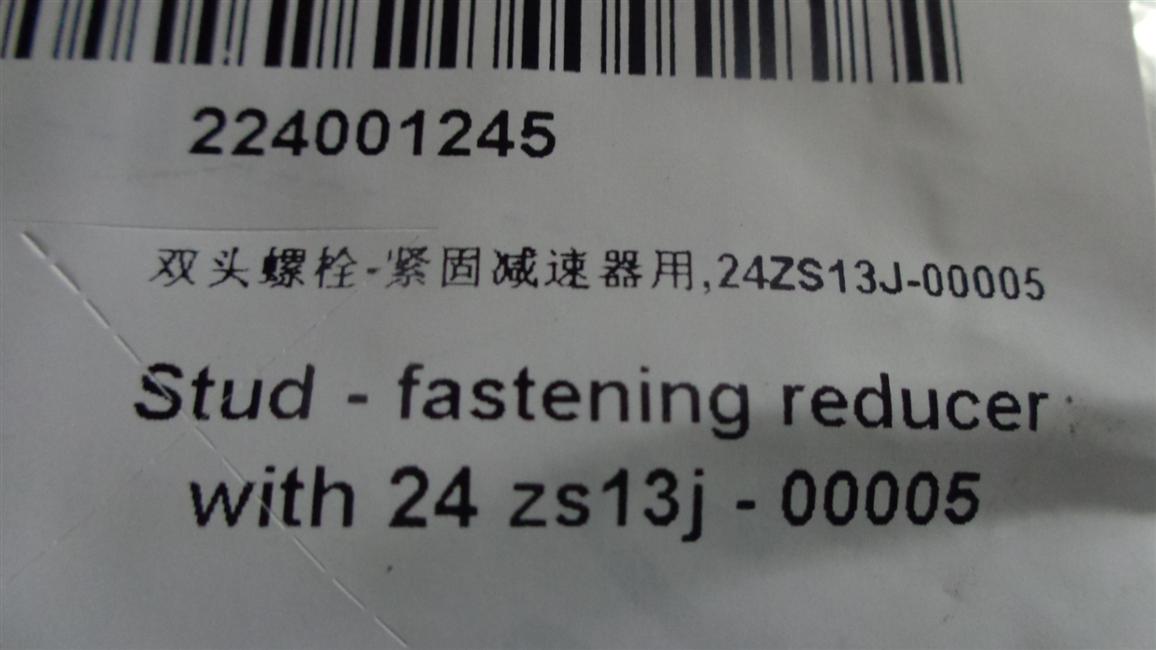 224001245
双头螺栓-紧固减速器用,24ZS13J-00005
Stud - fastening reducer
with 24 zs13j - 00005